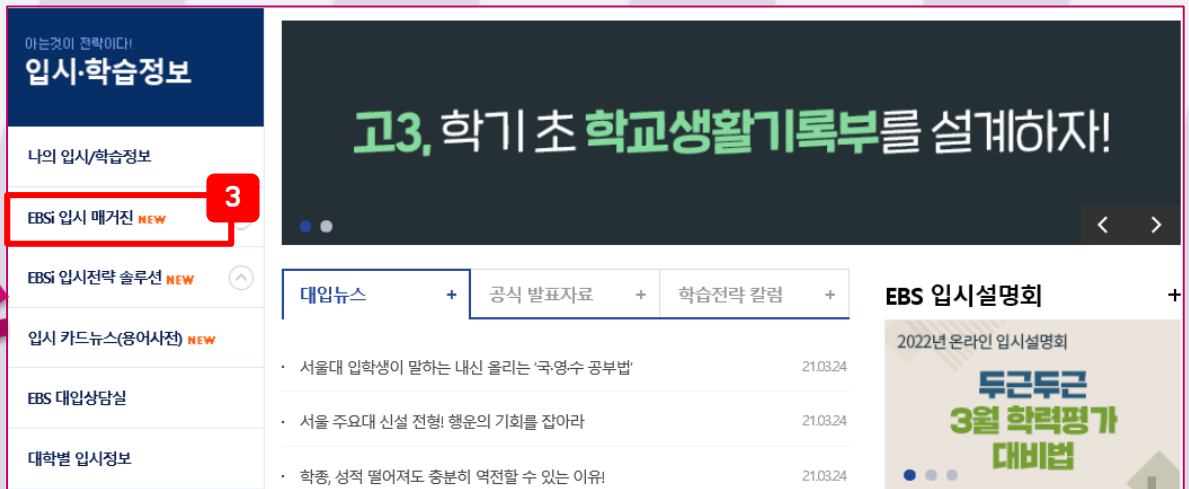 아는것이 전략이다!
입시·학습정보
나의 입시/학습정보
EBSi 입시 매거진 NEW
3
EBSi 입시전략 솔루션 NEW
입시 카드뉴스(용어사전) NEW
EBS 대입상담실
대학별 입시정보
고3, 학기 초 학교생활기록부를 설계하자!
대입뉴스 +
공식 발표자료 +
학습전략 칼럼 +
· 서울대 입학생이 말하는 내신 올리는 '국·영·수 공부법' 21.03.24
· 서울 주요대 신설 전형! 행운의 기회를 잡아라 21.03.24
· 학종, 성적 떨어져도 충분히 역전할 수 있는 이유! 21.03.24
EBS 입시설명회 +
2022년 온라인 입시설명회
두근두근
3월 학력평가
대비법